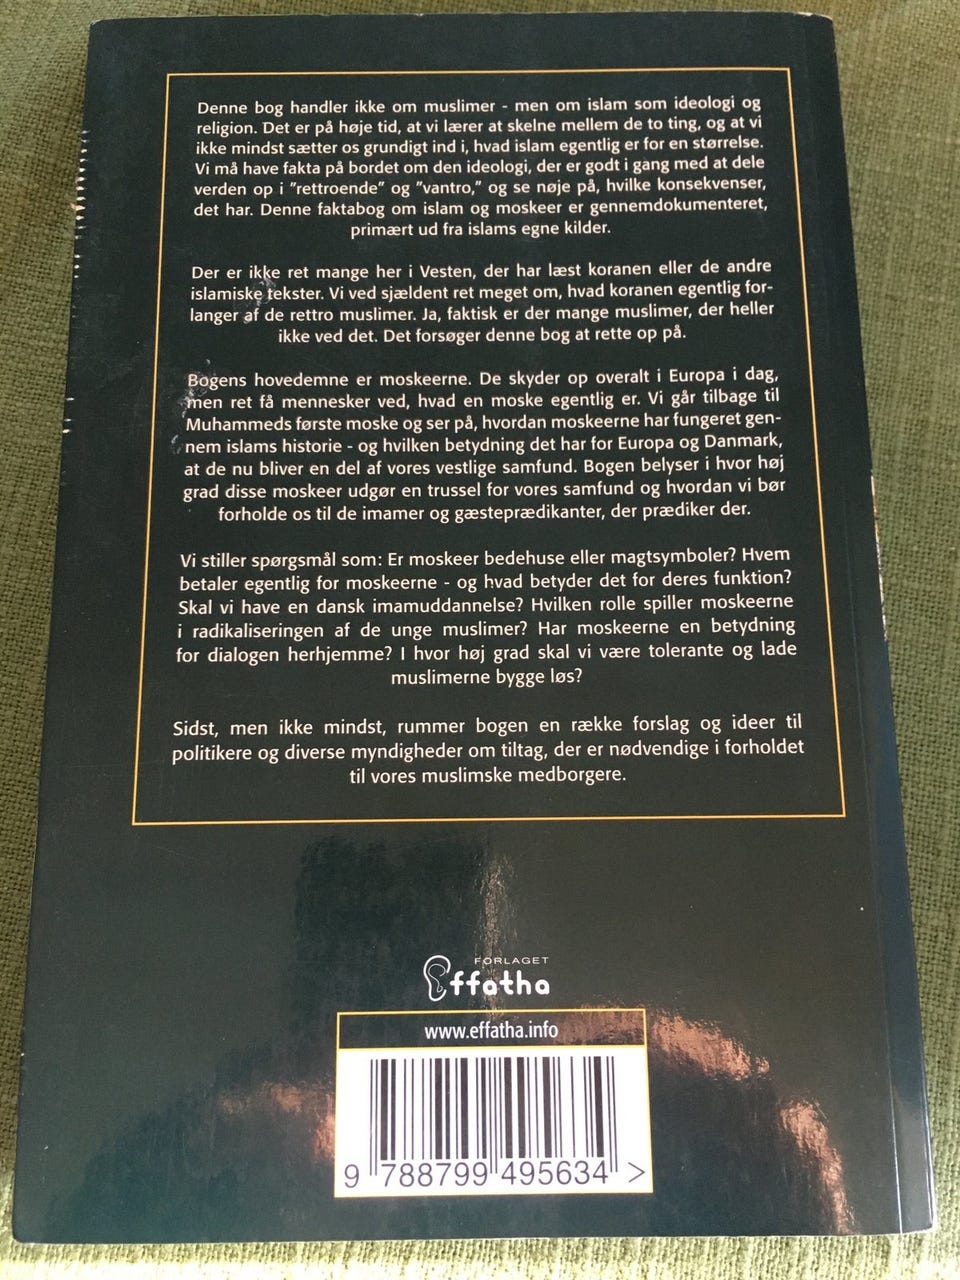 Denne bog handler ikke om muslimer - men om islam som ideologi og
religion. Det er på høje tid, at vi lærer at skelne mellem de to ting, og at vi
ikke mindst sætter os grundigt ind i, hvad islam egentlig er for en størrelse.
Vi må have fakta på bordet om den ideologi, der er godt i gang med at dele
verden op i ”rettroende” og ”vantro,” og se nøje på, hvilke konsekvenser,
det har. Denne faktabog om islam og moskeer er gennemdokumenteret,
primært ud fra islams egne kilder.
Der er ikke ret mange her i Vesten, der har læst koranen eller de andre
islamiske tekster. Vi ved sjældent ret meget om, hvad koranen egentlig for-
langer af de rettro muslimer. Ja, faktisk er der mange muslimer, der heller
ikke ved det. Det forsøger denne bog at rette op på.
Bogens hovedemne er moskeerne. De skyder op overalt i Europa i dag,
men ret få mennesker ved, hvad en moske egentlig er. Vi går tilbage til
Muhammeds første moske og ser på, hvordan moskeerne har fungeret gen-
nem islams historie - og hvilken betydning det har for Europa og Danmark,
at de nu bliver en del af vores vestlige samfund. Bogen belyser i hvor høj
grad disse moskeer udgør en trussel for vores samfund og hvordan vi bør
forholde os til de imamer og gæsteprædikanter, der prædiker der.
Vi stiller spørgsmål som: Er moskeer bedehuse eller magtsymboler? Hvem
betaler egentlig for moskeerne - og hvad betyder det for deres funktion?
Skal vi have en dansk imamuddannelse? Hvilken rolle spiller moskeerne
i radikaliseringen af de unge muslimer? Har moskeerne en betydning
for dialogen herhjemme? I hvor høj grad skal vi være tolerante og lade
muslimerne bygge løs?
Sidst, men ikke mindst, rummer bogen en række forslag og ideer til
politikere og diverse myndigheder om tiltag, der er nødvendige i forholdet
til vores muslimske medborgere.
FORLAGET
Effatha
www.effatha.info
9 788799 495634 >